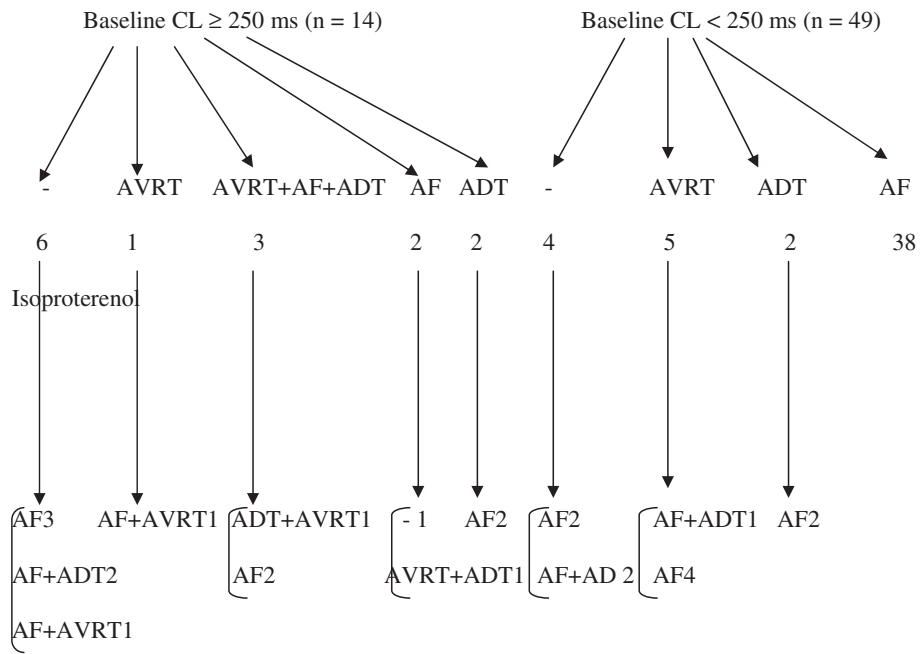 Baseline CL ≥ 250 ms (n = 14) Baseline CL < 250 ms (n = 49)
- AVRT AVRT+AF+ADT AF ADT - AVRT ADT AF
6 1 3 2 2 4 5 2 38
Isoproterenol
AF3 AF+AVRT1 ADT+AVRT1 - 1 AF2 AF2 AF+ADT1 AF2
AF+ADT2 AF2 AVRT+ADT1 AF+AD 2 AF4
AF+AVRT1